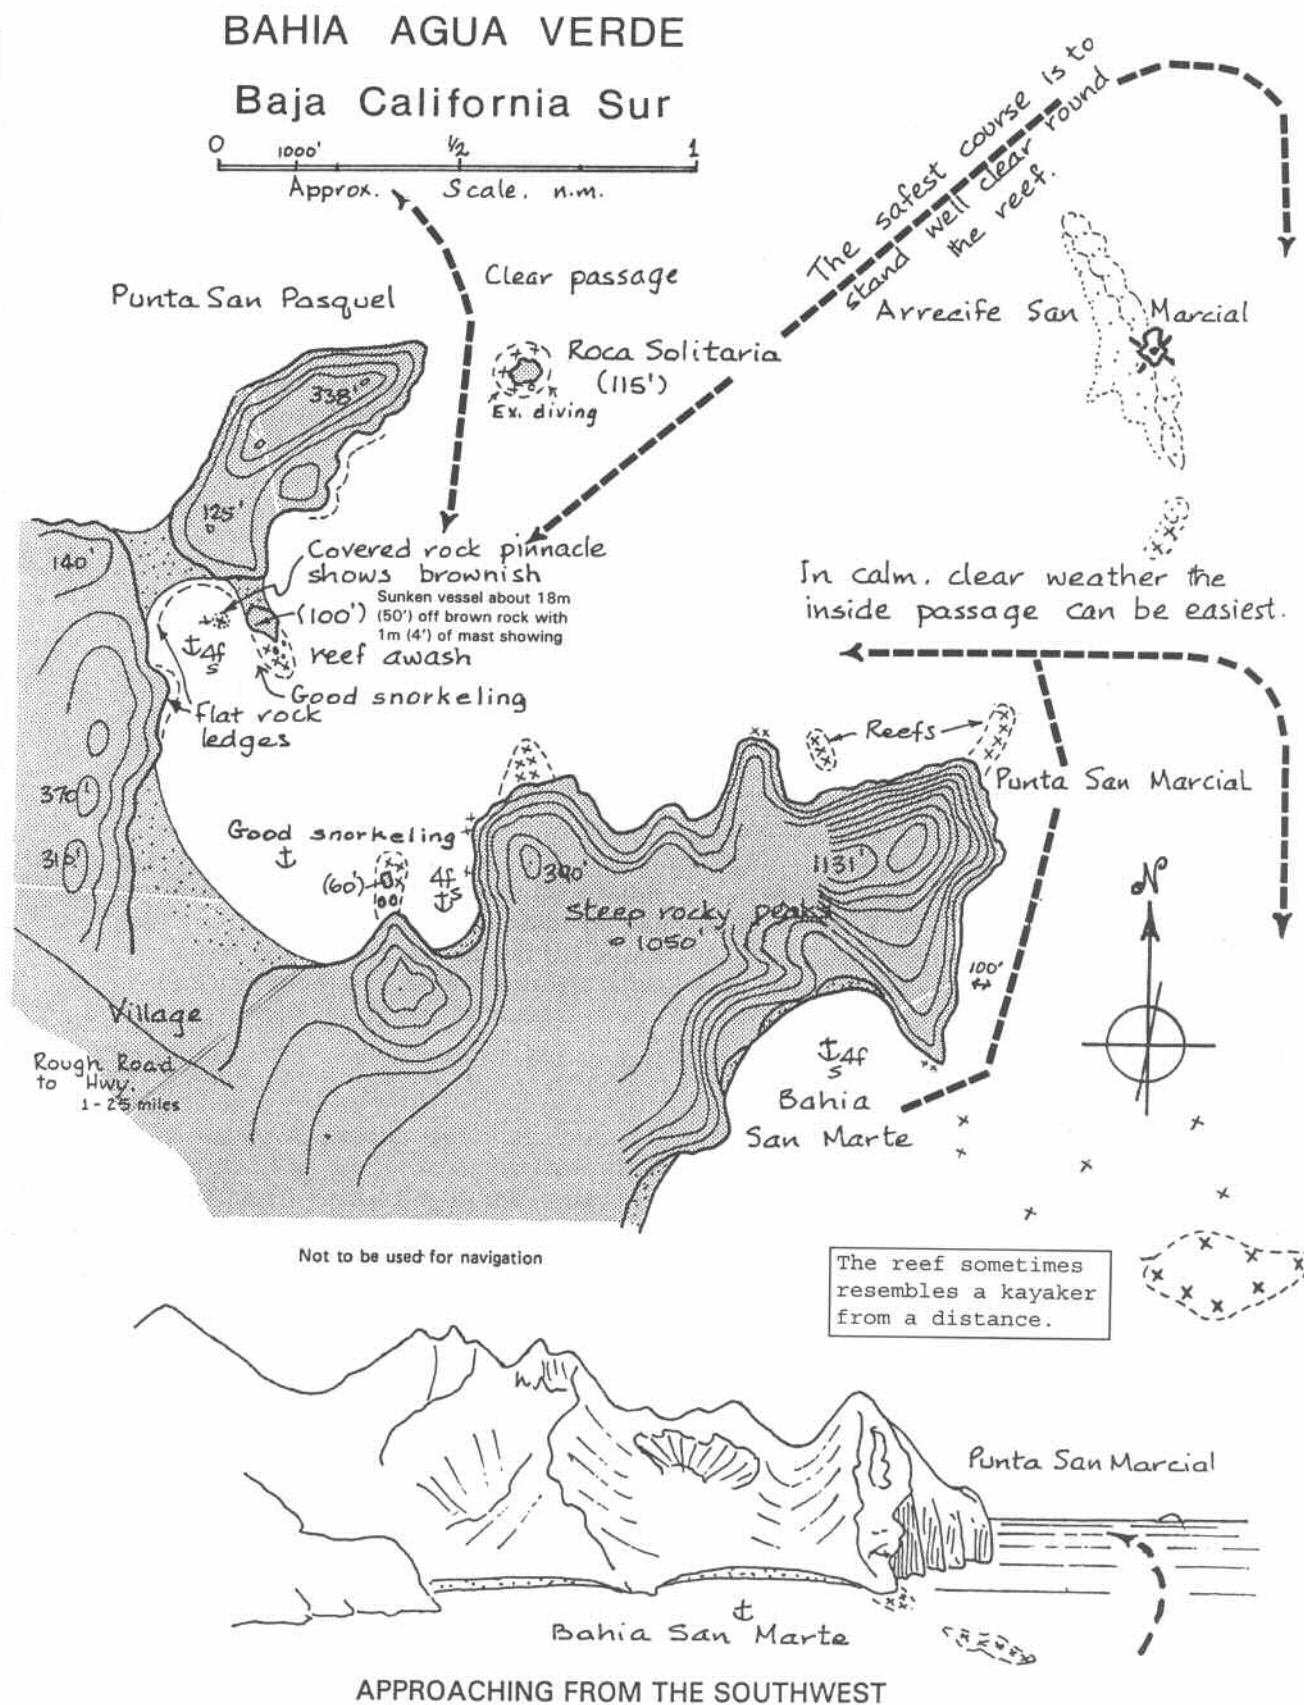 BAHIA AGUA VERDE
Baja California Sur
0 1000' ½ 1
Approx. Scale. n.m.
The safest course is to
stand well clear round
the reef.
Clear passage
Punta San Pasquel
Arrecife San Marcial
Roca Solitaria
(115')
Ex. diving
338'
125'
140'
Covered rock pinnacle
shows brownish
(100')
Sunken vessel about 18m
(50') off brown rock with
1m (4') of mast showing
4f
s
reef awash
Good snorkeling
Flat rock
ledges
In calm. clear weather the
inside passage can be easiest.
Reefs
Punta San Marcial
370'
Good snorkeling
(60')
4f
s
1131'
steep rocky peaks
1050'
N
100'
Village
Rough Road
to Hwy.
1-25 miles
4f
s
Bahia
San Marte
Not to be used for navigation
The reef sometimes
resembles a kayaker
from a distance.
Punta San Marcial
Bahia San Marte
APPROACHING FROM THE SOUTHWEST